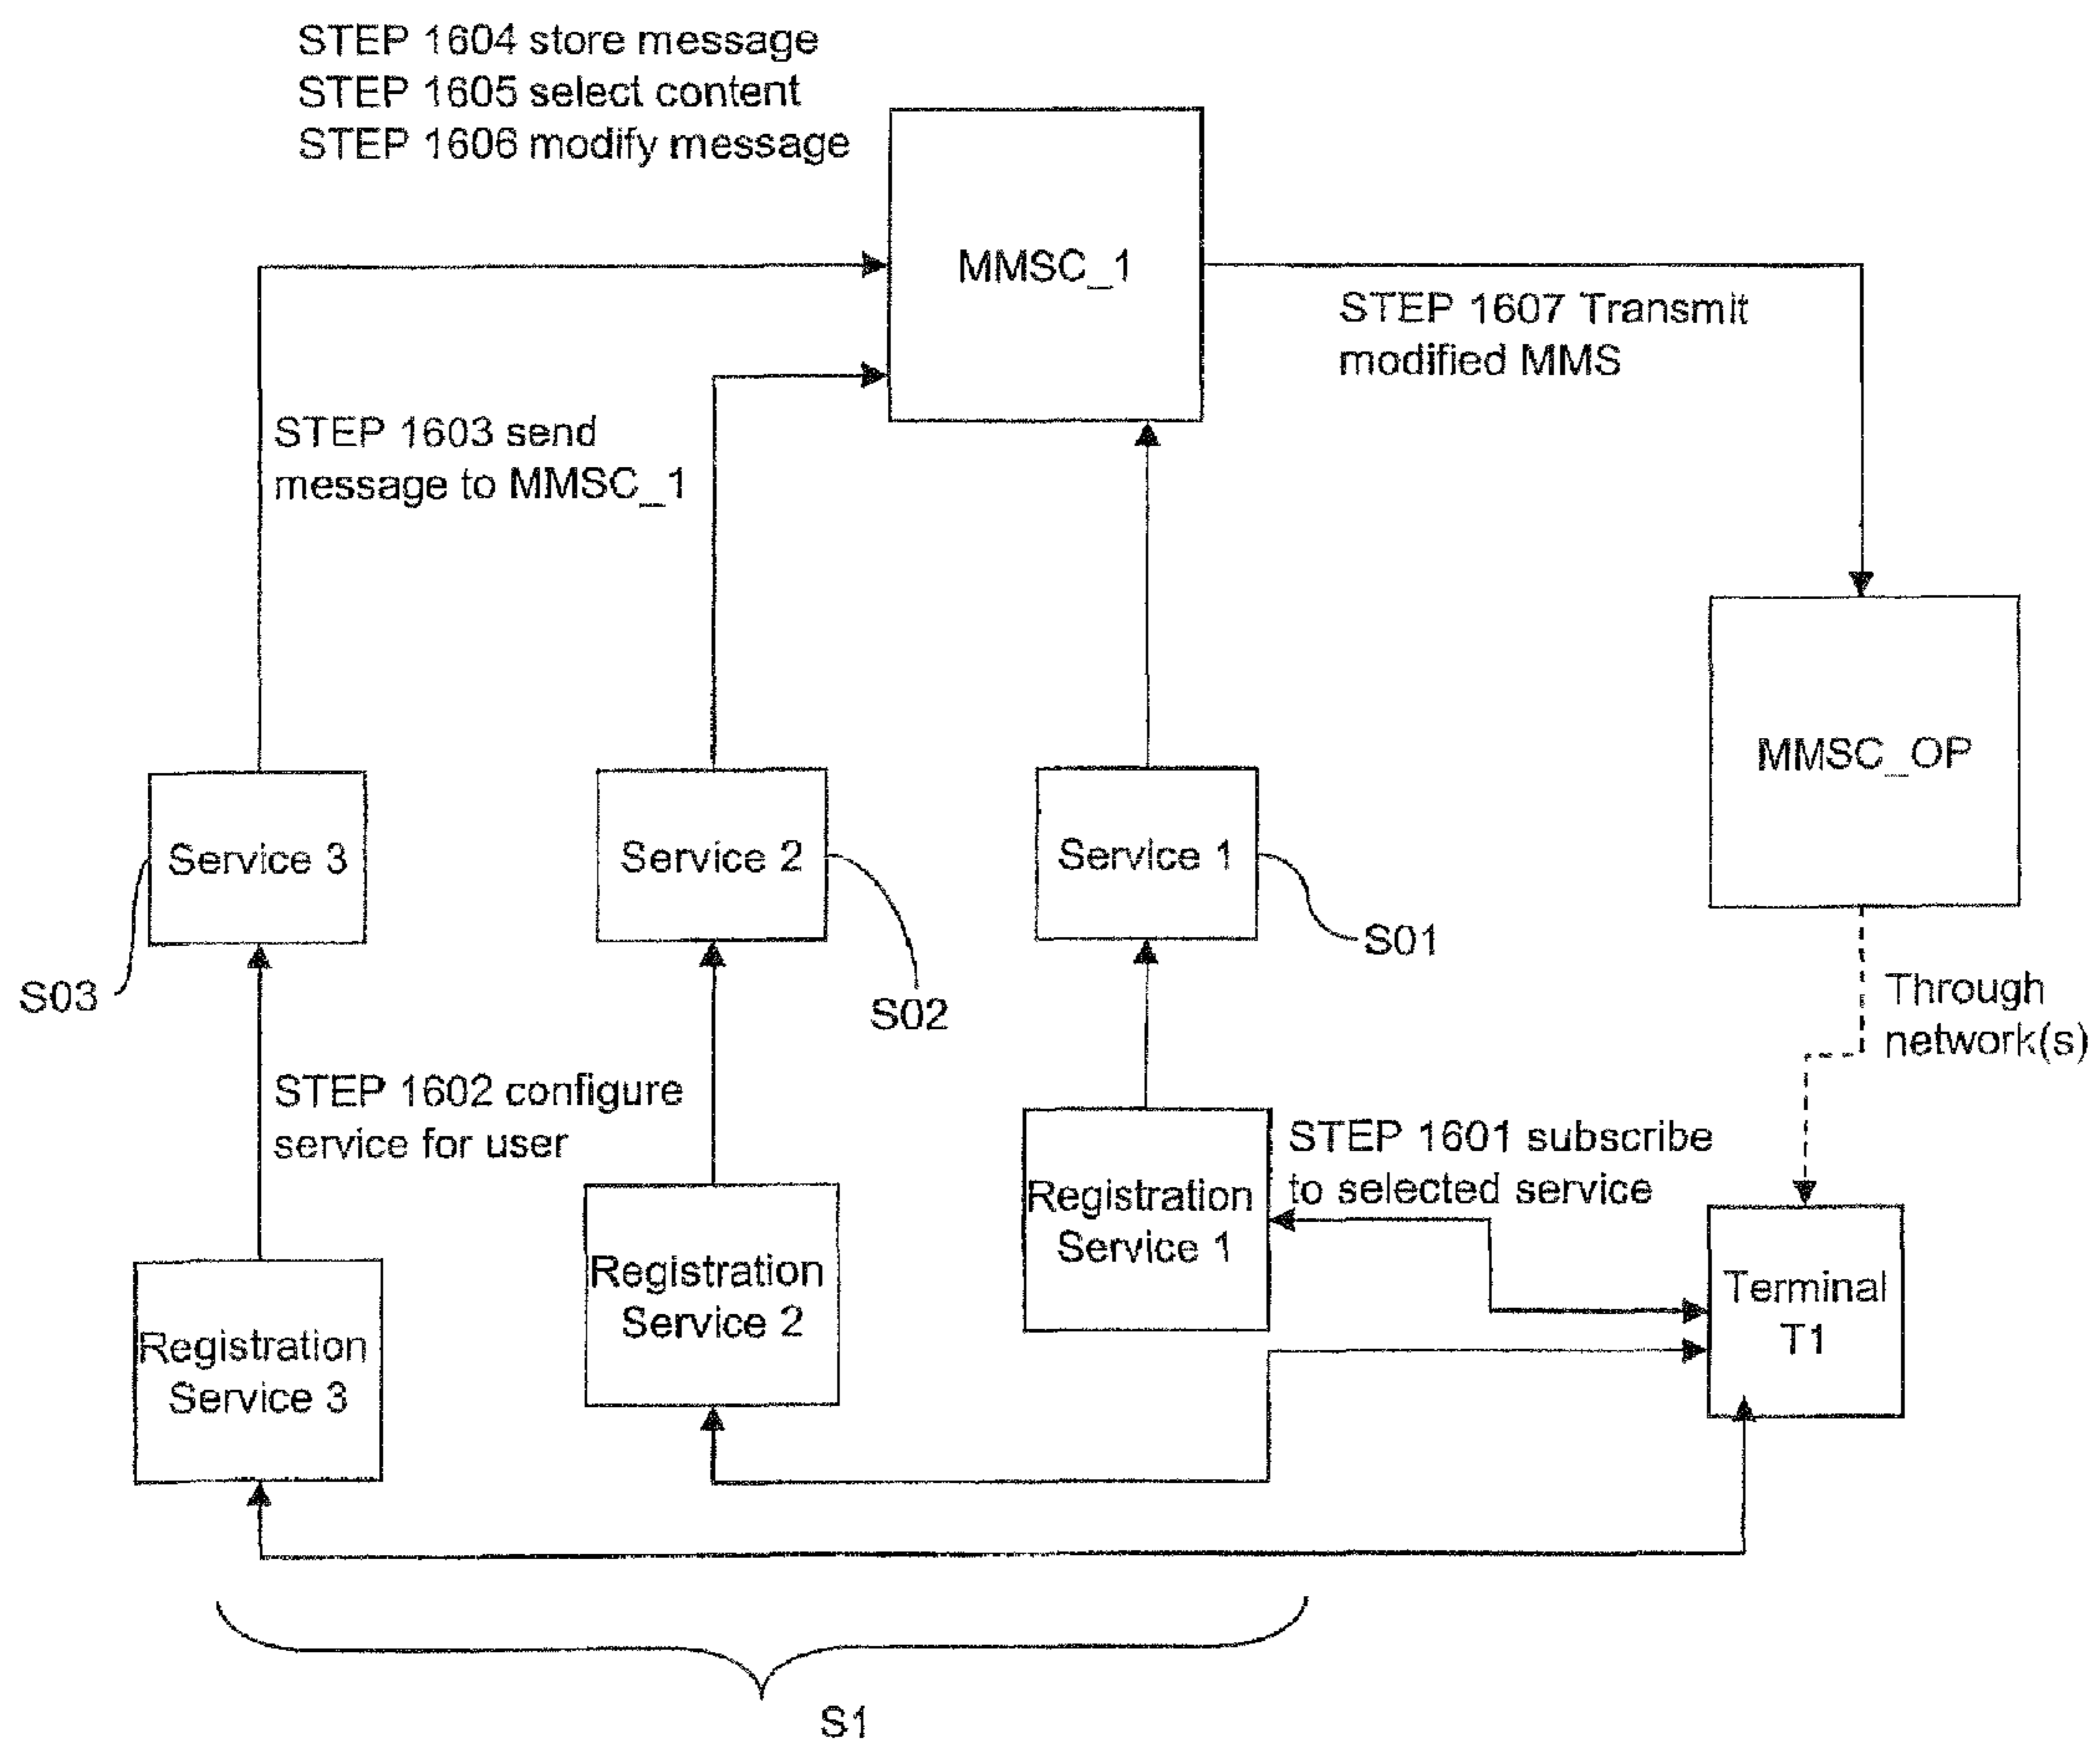 STEP 1604 store message
STEP 1605 select content
STEP 1606 modify message
MMSC_1
STEP 1607 Transmit
modified MMS
STEP 1603 send
message to MMSC_1
MMSC_OP
Service 3
Service 2
Service 1
S01
S03
S02
Through
network(s)
STEP 1602 configure
service for user
STEP 1601 subscribe
to selected service
Registration
Service 1
Registration
Service 2
Terminal
T1
Registration
Service 3
S1